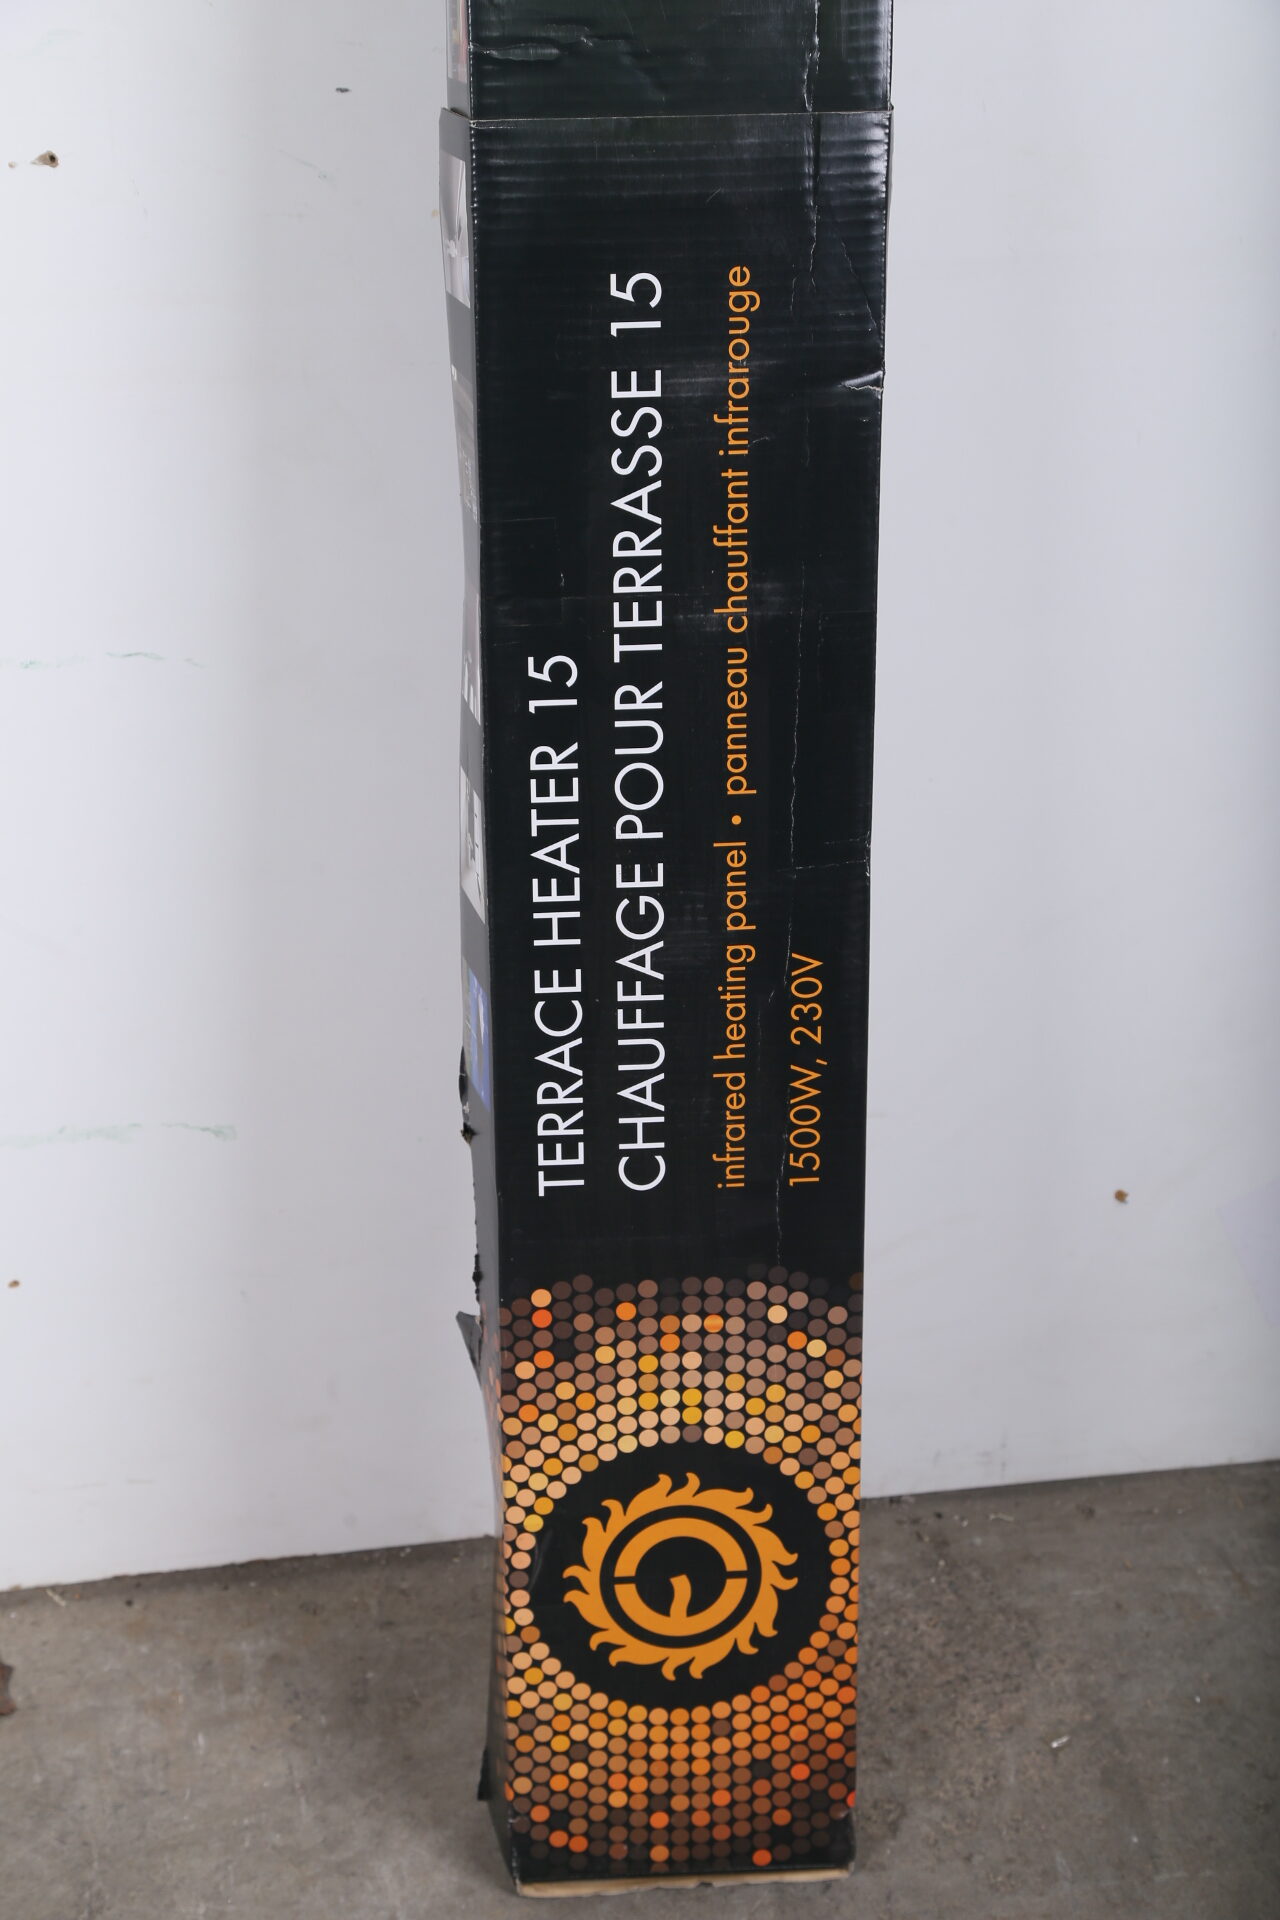 TERRACE HEATER 15
CHAUFFAGE POUR TERRASSE 15
infrared heating panel • panneau chauffant infrarouge
1500W, 230V